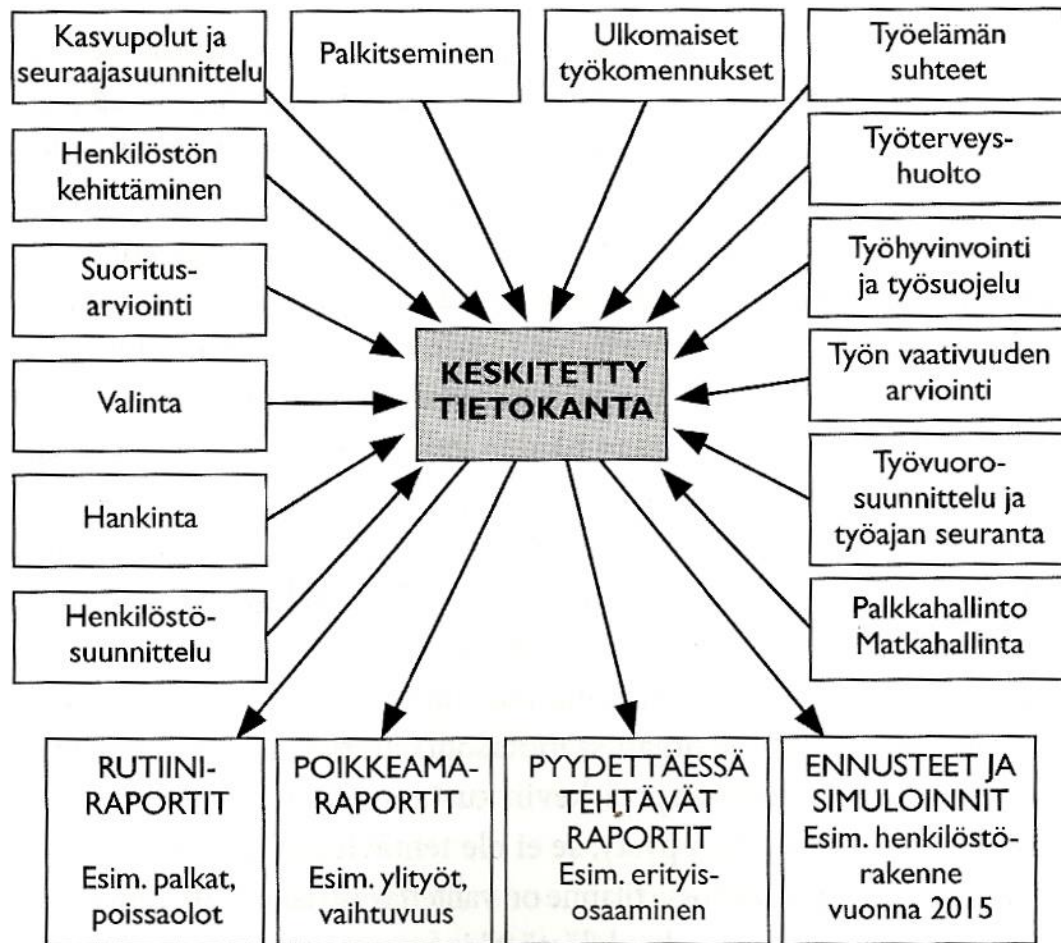 Kasvupolut ja
seuraajasuunnittelu
Palkitseminen
Ulkomaiset
työkomennukset
Työelämän
suhteet
Henkilöstön
kehittäminen
Työterveys-
huolto
Suoritus-
arviointi
Työhyvinvointi
ja työsuojelu
KESKITETTY
TIETOKANTA
Valinta
Työn vaativuuden
arviointi
Hankinta
Työvuoro-
suunnittelu ja
työajan seuranta
Henkilöstö-
suunnittelu
Palkkahallinto
Matkahallinta
RUTIINI-
RAPORTIT
Esim. palkat,
poissaolot
POIKKEAMA-
RAPORTIT
Esim. ylityöt,
vaihtuvuus
PYYDETTÄESSÄ
TEHTÄVÄT
RAPORTIT
Esim. erityis-
osaaminen
ENNUSTEET JA
SIMULOINNIT
Esim. henkilöstö-
rakenne
vuonna 2015